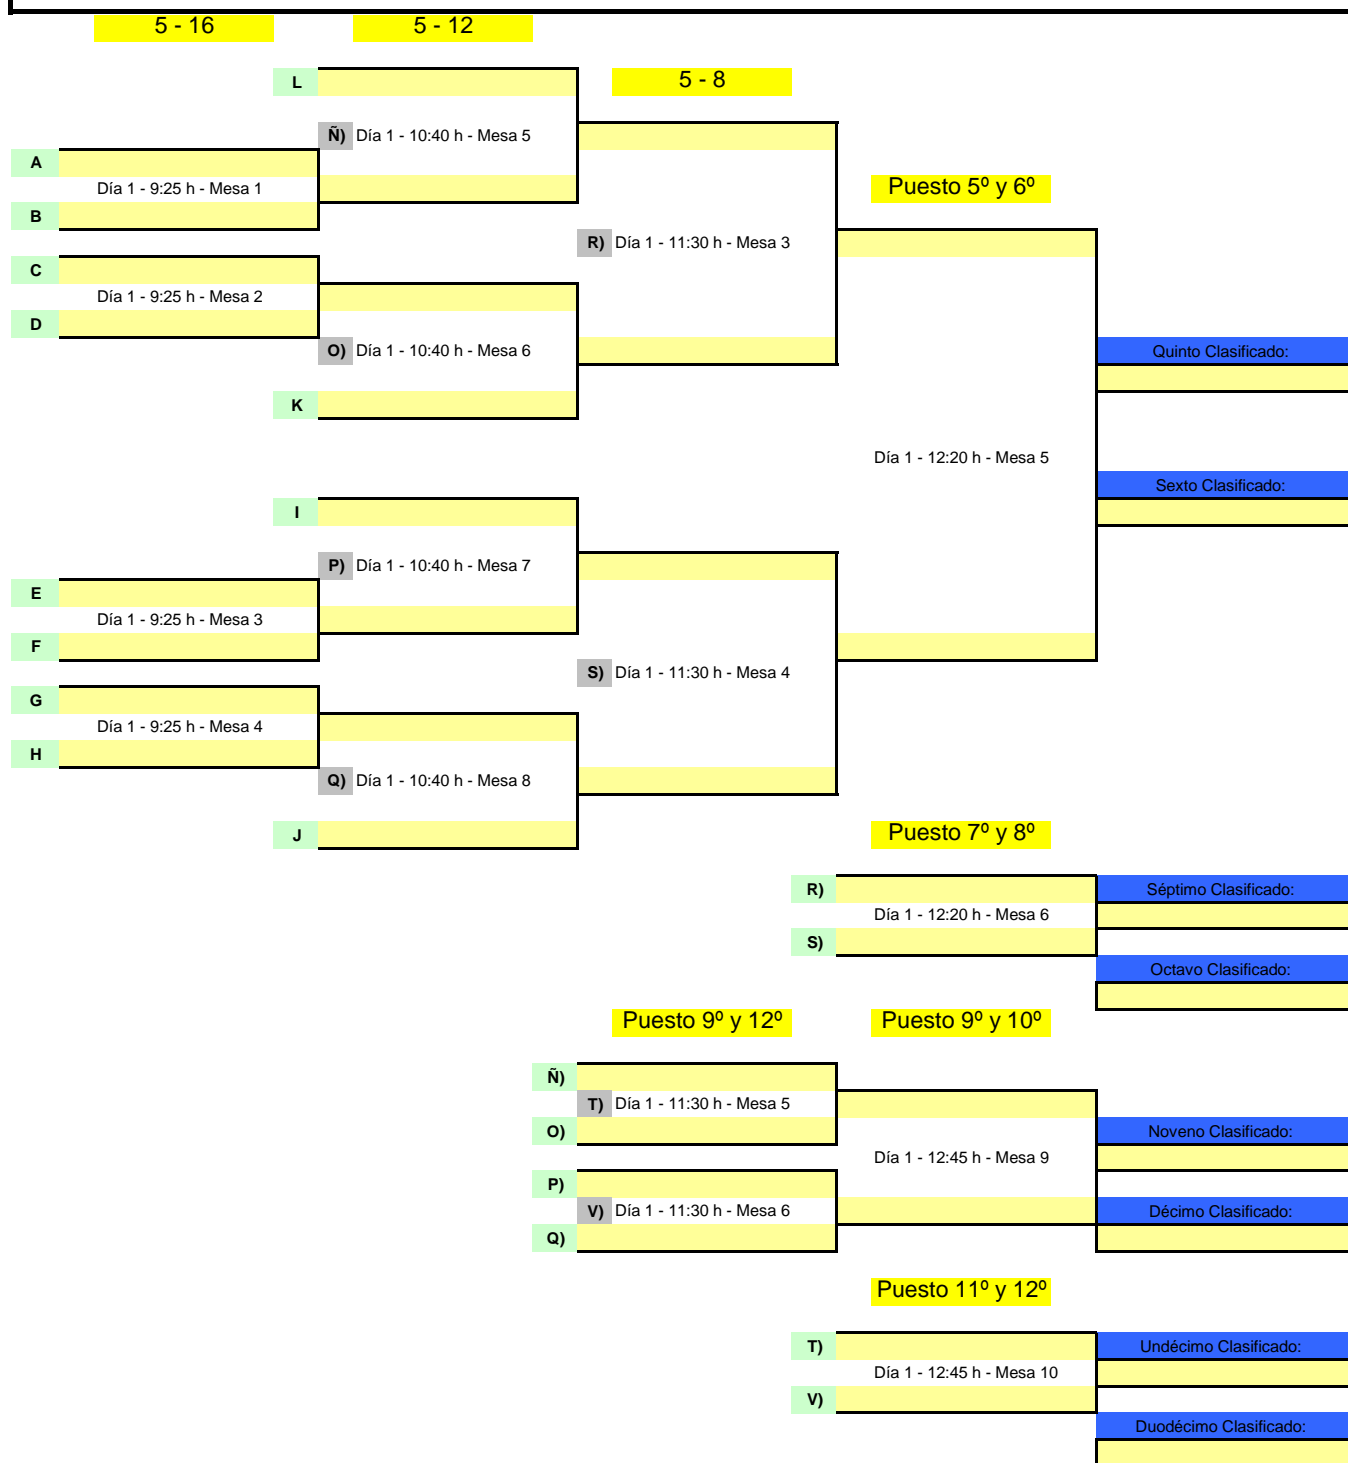 5 - 16
5 - 12
L
5 - 8
Ñ) Día 1 - 10:40 h - Mesa 5
A
Día 1 - 9:25 h - Mesa 1
Puesto 5º y 6º
B
R) Día 1 - 11:30 h - Mesa 3
C
Día 1 - 9:25 h - Mesa 2
D
O) Día 1 - 10:40 h - Mesa 6
Quinto Clasificado:
K
Día 1 - 12:20 h - Mesa 5
Sexto Clasificado:
I
P) Día 1 - 10:40 h - Mesa 7
E
Día 1 - 9:25 h - Mesa 3
F
S) Día 1 - 11:30 h - Mesa 4
G
Día 1 - 9:25 h - Mesa 4
H
Q) Día 1 - 10:40 h - Mesa 8
J
Puesto 7º y 8º
R)
Séptimo Clasificado:
Día 1 - 12:20 h - Mesa 6
S)
Octavo Clasificado:
Puesto 9º y 12º
Puesto 9º y 10º
Ñ)
T) Día 1 - 11:30 h - Mesa 5
O)
Noveno Clasificado:
Día 1 - 12:45 h - Mesa 9
P)
V) Día 1 - 11:30 h - Mesa 6
Décimo Clasificado:
Q)
Puesto 11º y 12º
T)
Undécimo Clasificado:
Día 1 - 12:45 h - Mesa 10
V)
Duodécimo Clasificado: